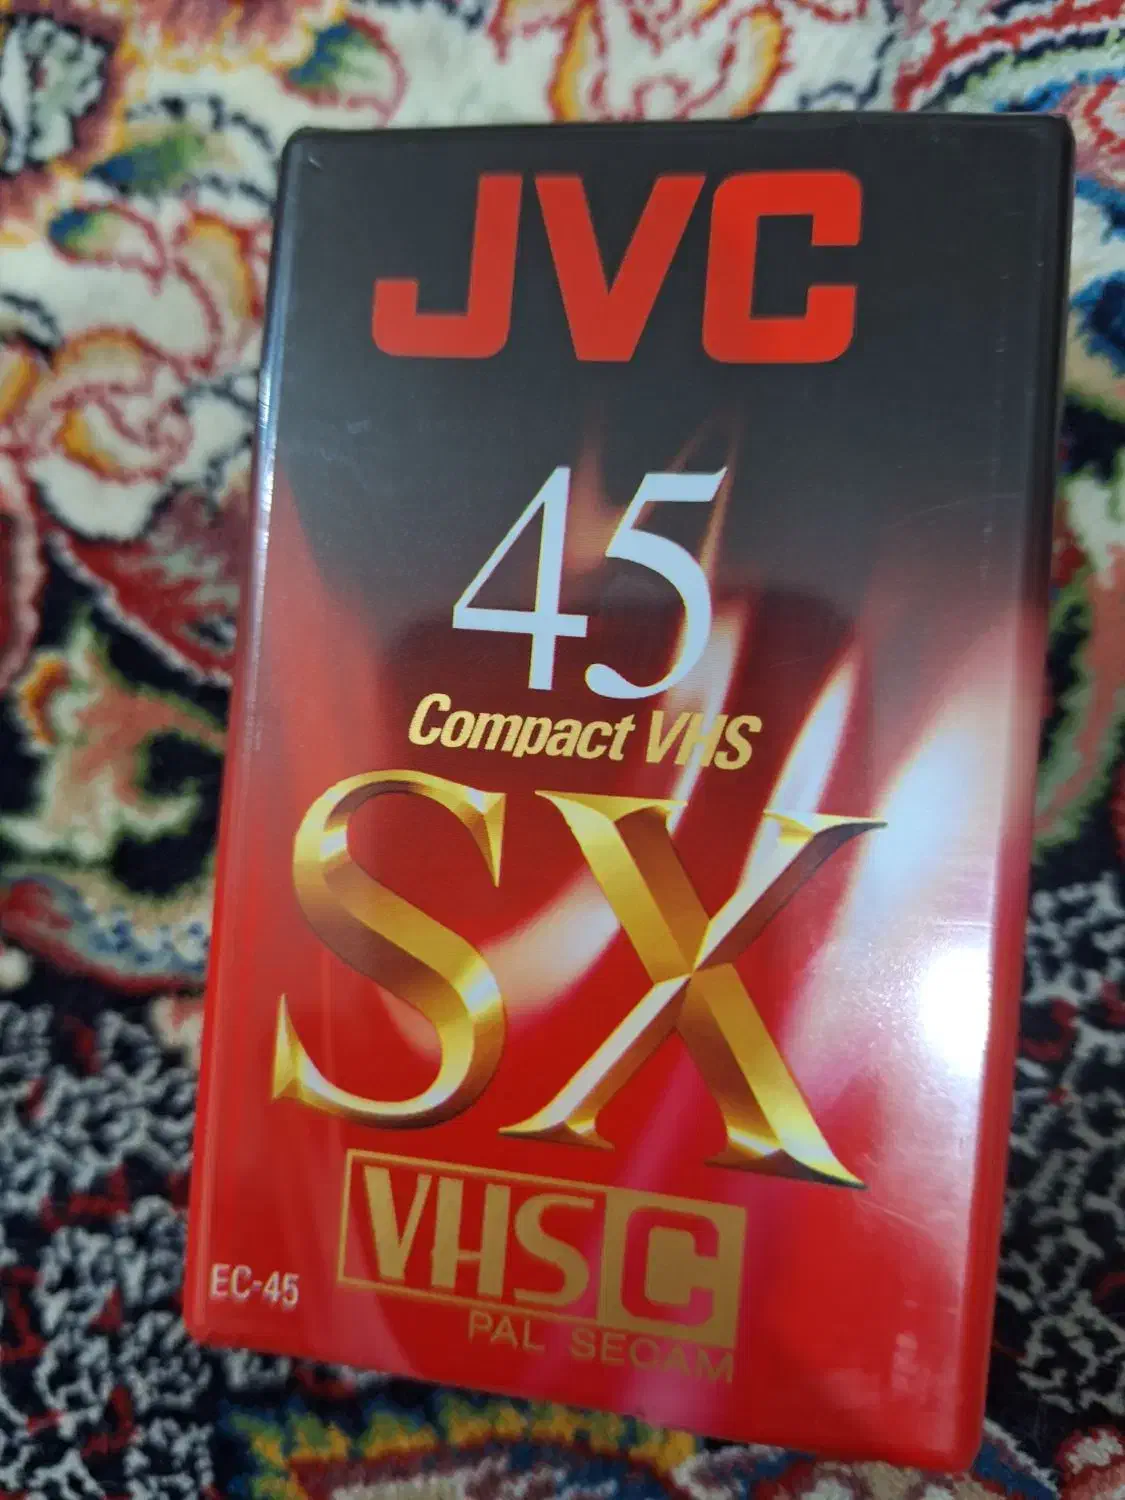 JVC
45
Compact VHS
SX
VHS C
EC-45
PAL SECAM